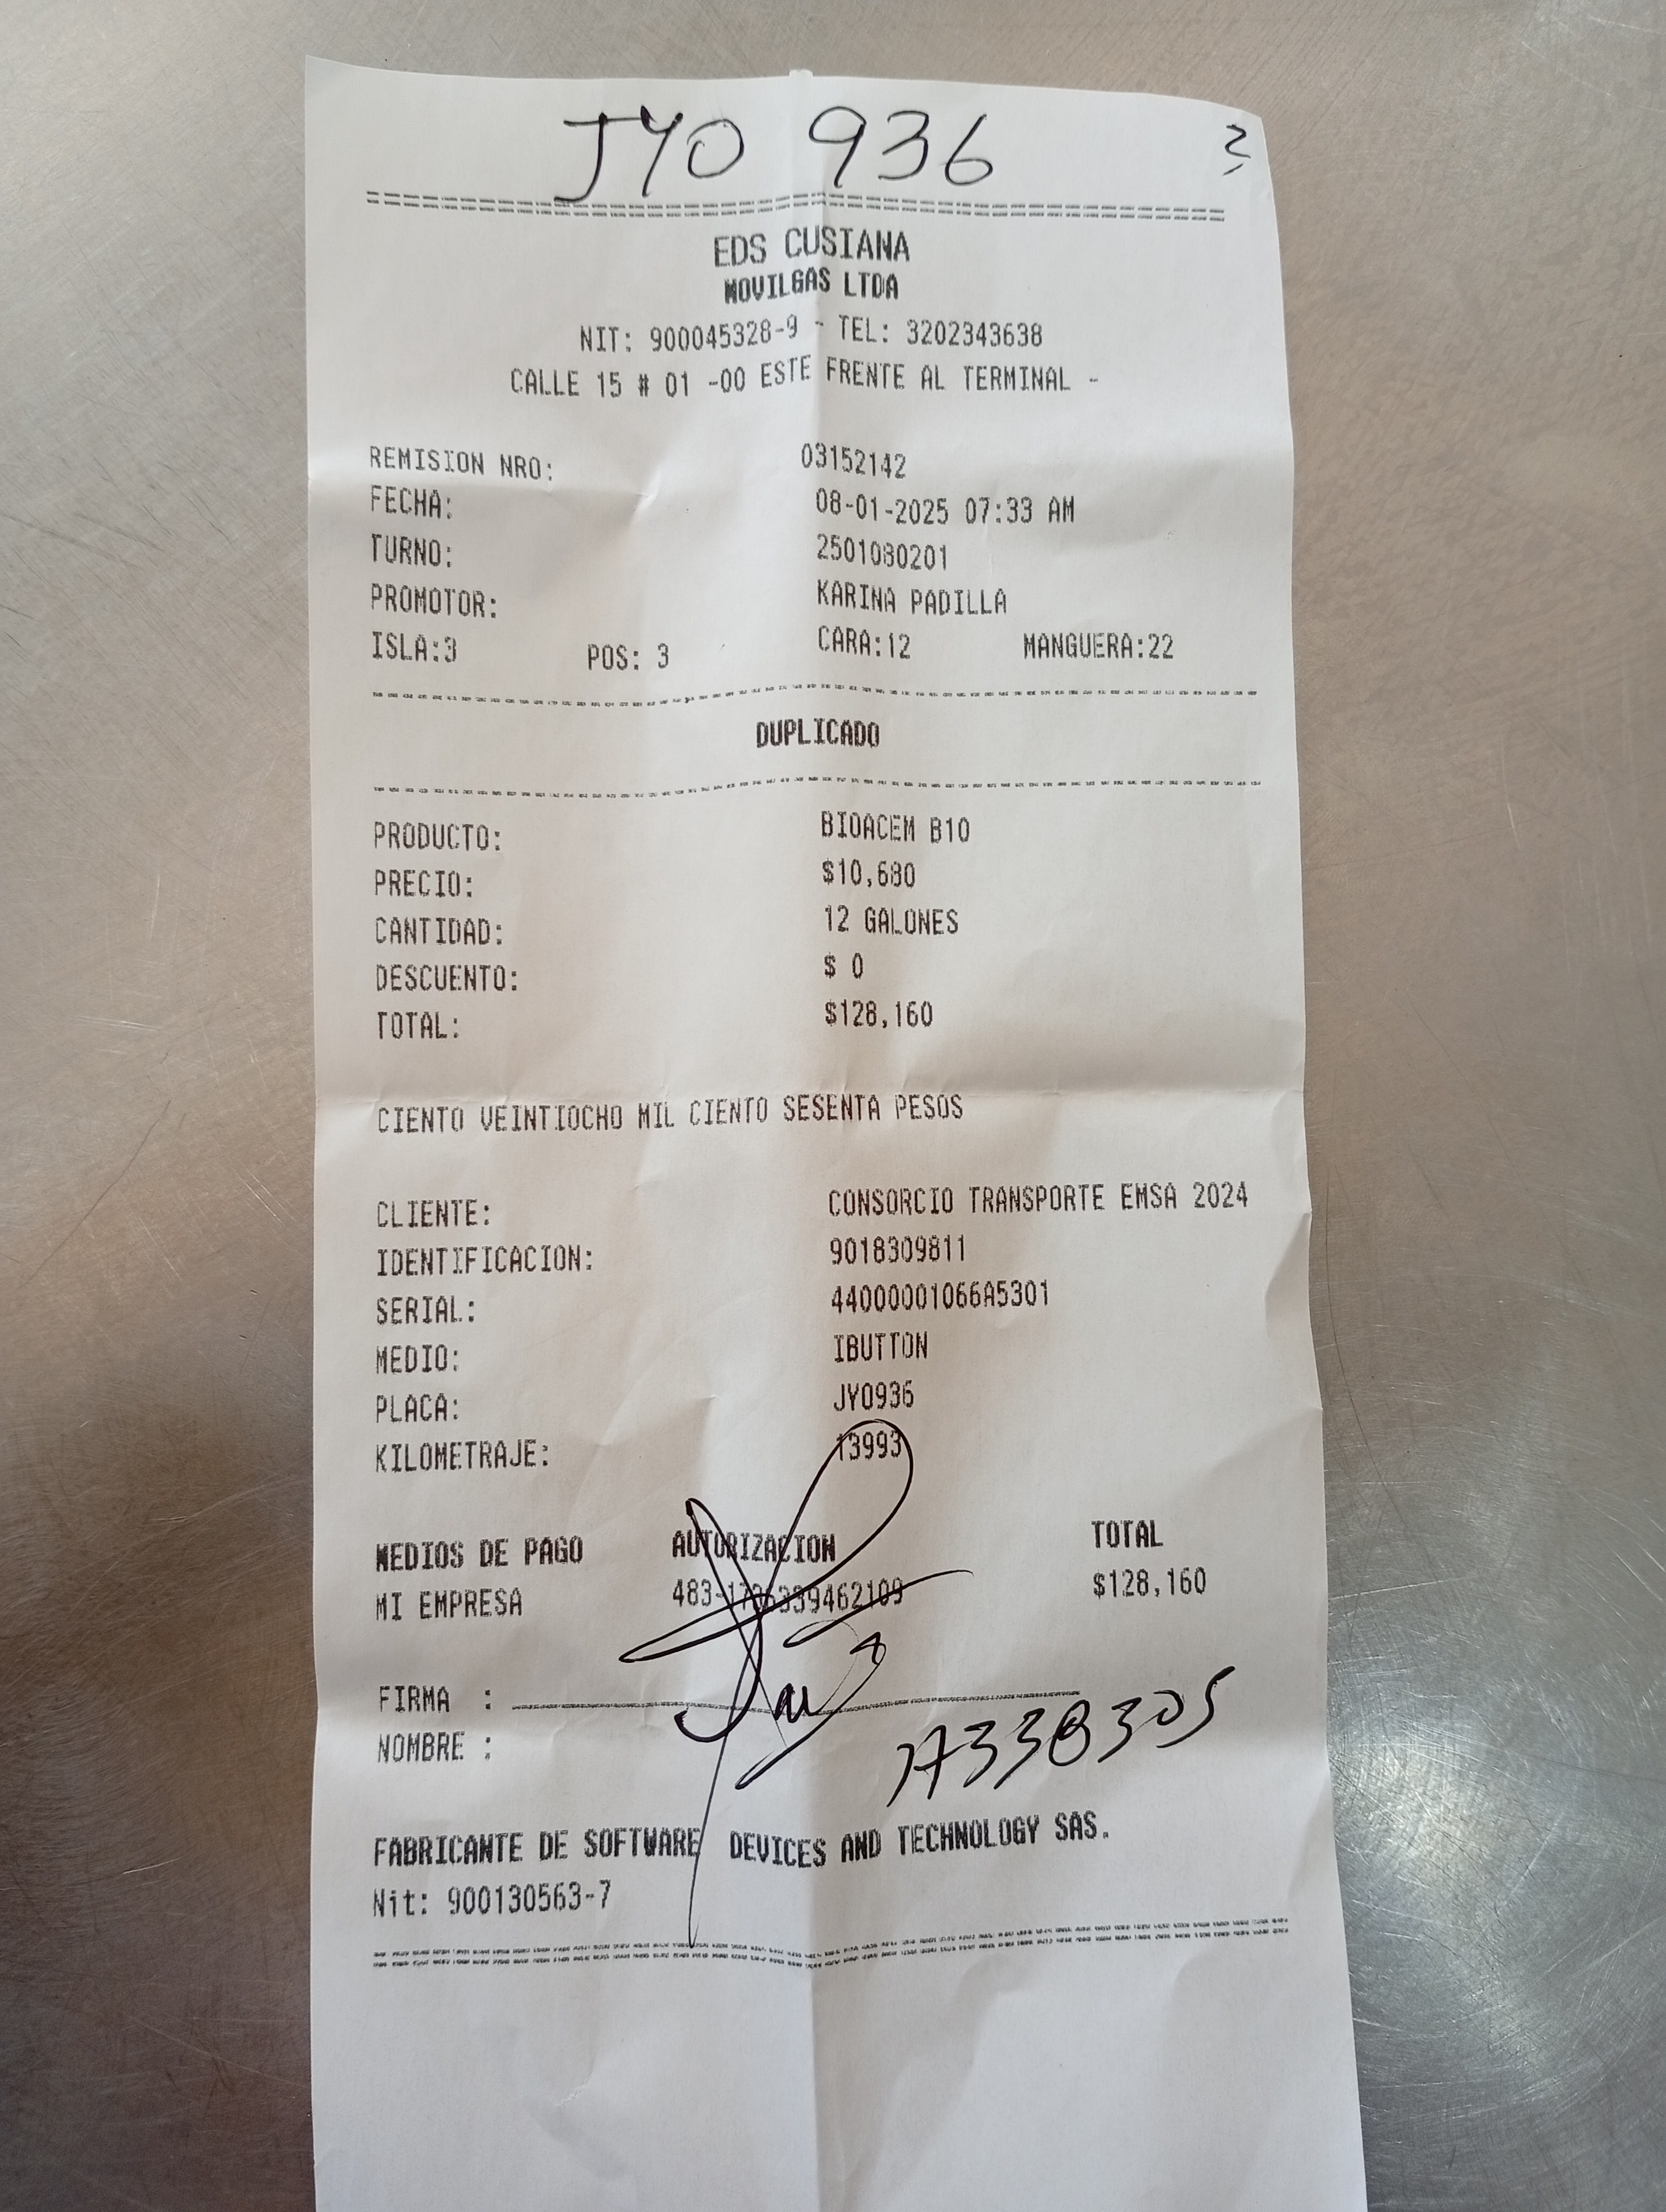 JYO 936
EDS CUSIANA
MOVILGAS LTDA
NIT: 900045328-9 - TEL: 3202343638
CALLE 15 # 01 -00 ESTE FRENTE AL TERMINAL -
REMISION NRO: 03152142
FECHA: 08-01-2025 07:33 AM
TURNO: 2501080201
PROMOTOR: KARINA PADILLA
ISLA:3 POS: 3 CARA:12 MANGUERA:22
DUPLICADO
PRODUCTO: BIOACEM B10
PRECIO: $10,680
CANTIDAD: 12 GALONES
DESCUENTO: $ 0
TOTAL: $128,160
CIENTO VEINTIOCHO MIL CIENTO SESENTA PESOS
CLIENTE: CONSORCIO TRANSPORTE EMSA 2024
IDENTIFICACION: 9018309811
SERIAL: 44000001066A5301
MEDIO: IBUTTON
PLACA: JYO936
KILOMETRAJE: 13993
MEDIOS DE PAGO AUTORIZACION TOTAL
MI EMPRESA $128,160
FIRMA :
NOMBRE :
FABRICANTE DE SOFTWARE DEVICES AND TECHNOLOGY SAS.
Nit: 900130563-7